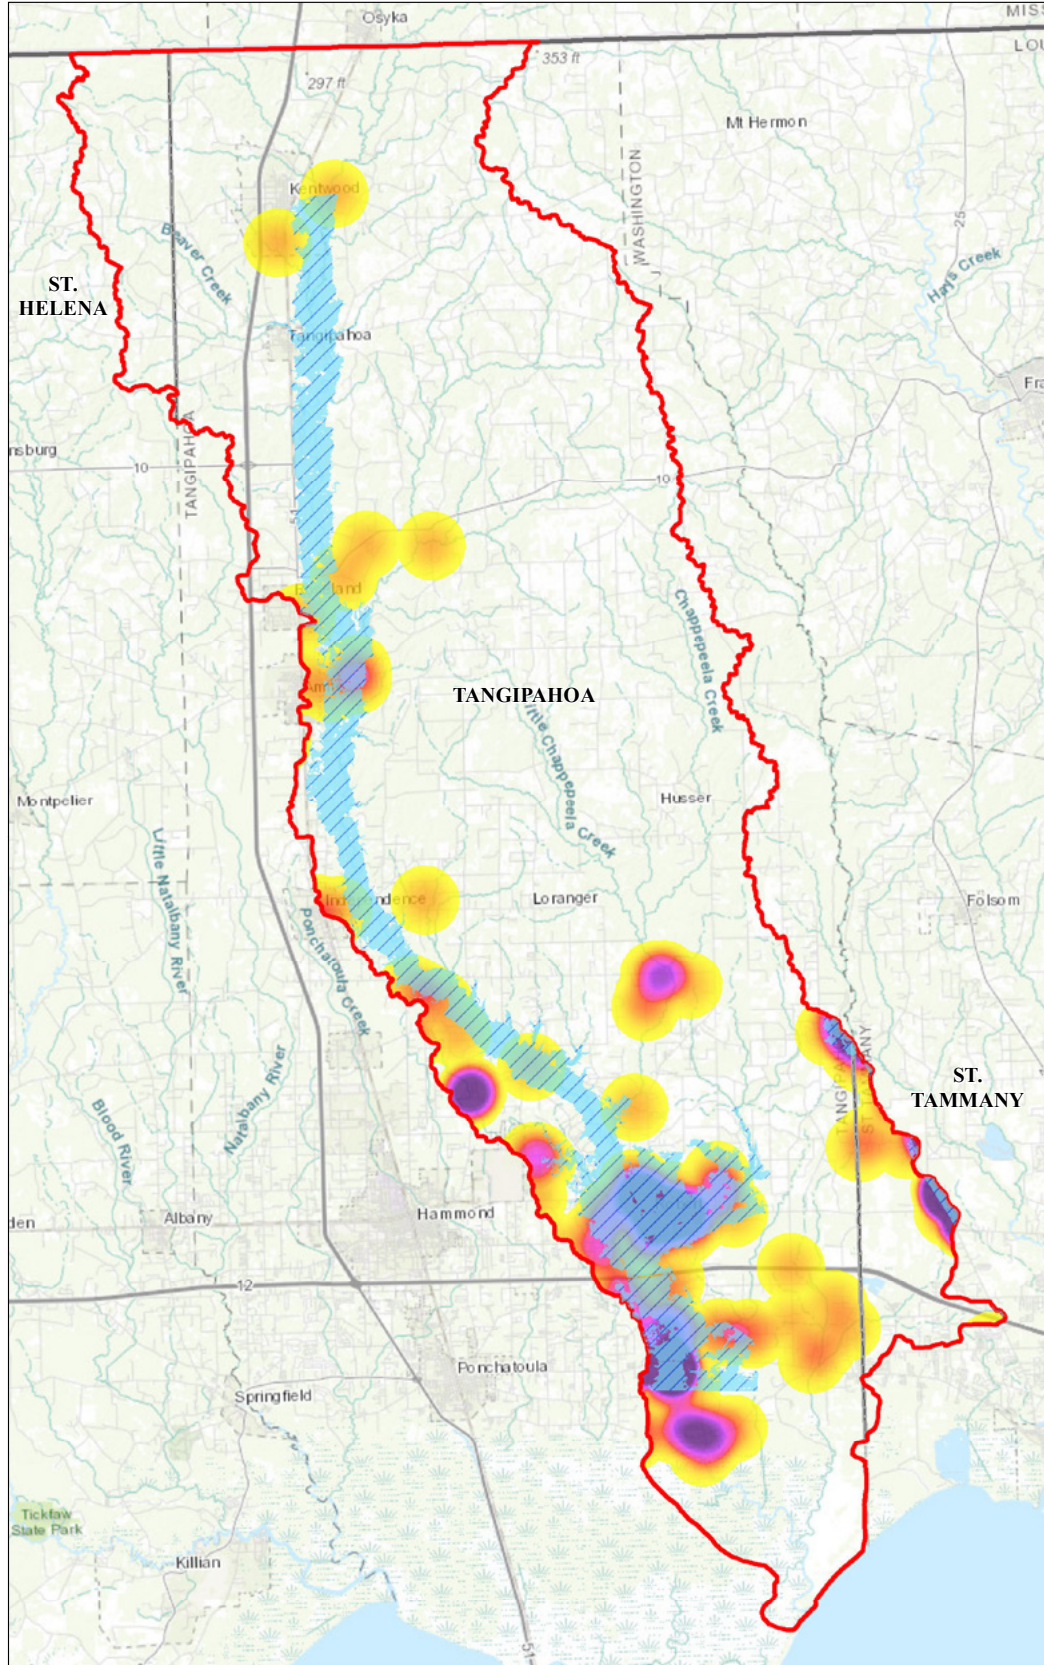 Osyka
MISS
LOU
353 ft
297 ft
Mt Hermon
WASHINGTON
Kentwood
25
Beaver Creek
Hays Creek
ST.
HELENA
Tangipahoa
Fra
TANGIPAHOA
nsburg
10
10
51
Chappepeela Creek
TANGIPAHOA
Little Chappepeela Creek
Montpelier
Husser
Little Natalbany River
Independence
Loranger
Folsom
Ponchatoula Creek
Natalbany River
Blood River
ST.
TAMMANY
den
Albany
Hammond
12
Ponchatoula
Springfield
Tickfaw
State Park
Killian
51